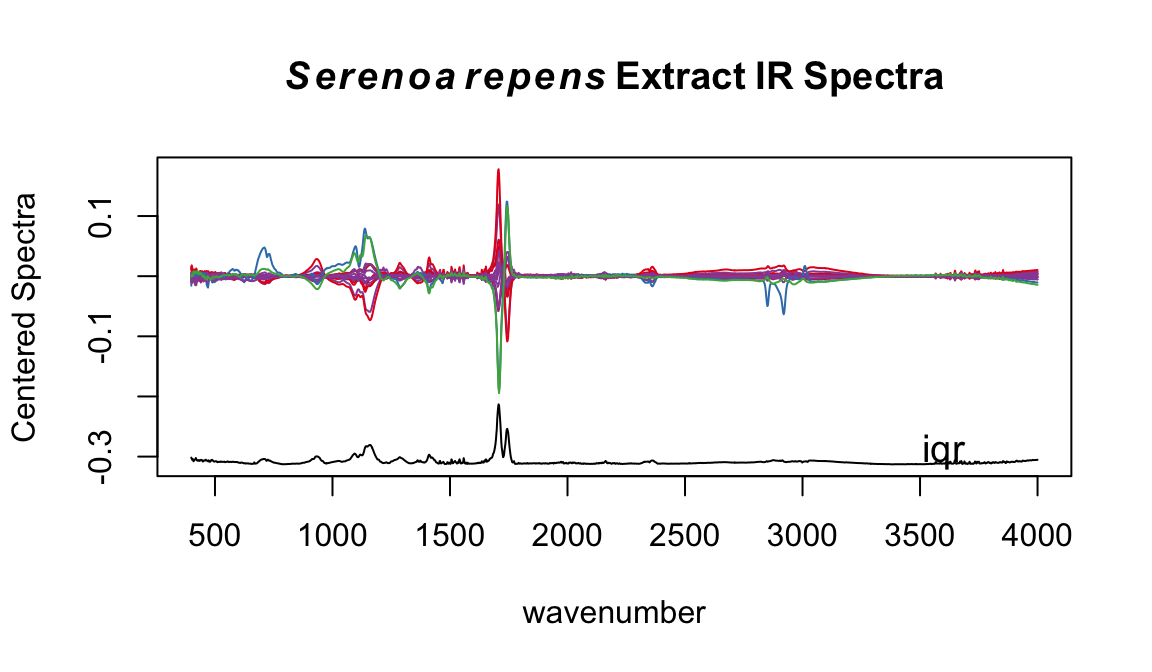 Serenoa repens Extract IR Spectra
Centered Spectra
0.1
-0.1
-0.3
iqr
500 1000 1500 2000 2500 3000 3500 4000
wavenumber